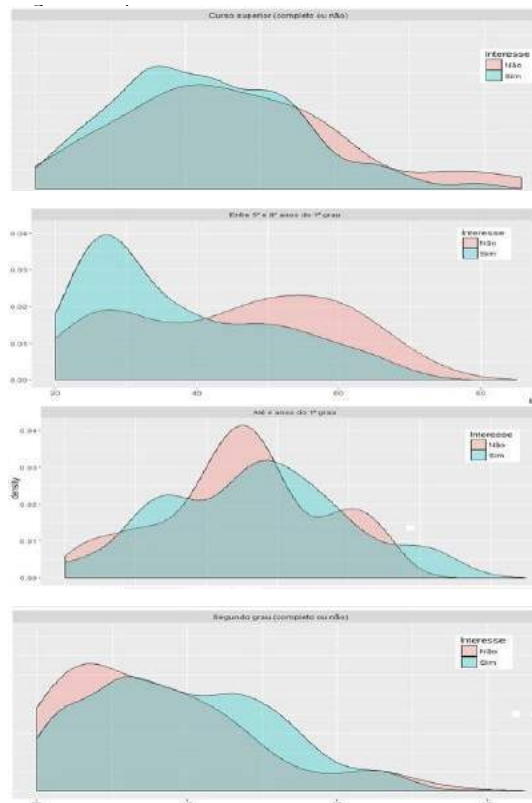 Curso superior (completo ou não)
Interesse
Não
Sim
Entre 5ª e 8ª anos do 1º grau
Interesse
Não
Sim
0.04
0.03
0.02
0.01
0.00
20
40
60
80
Até 4 anos do 1º grau
Interesse
Não
Sim
0.04
0.03
0.02
0.01
0.00
density
Segundo grau (completo ou não)
Interesse
Não
Sim